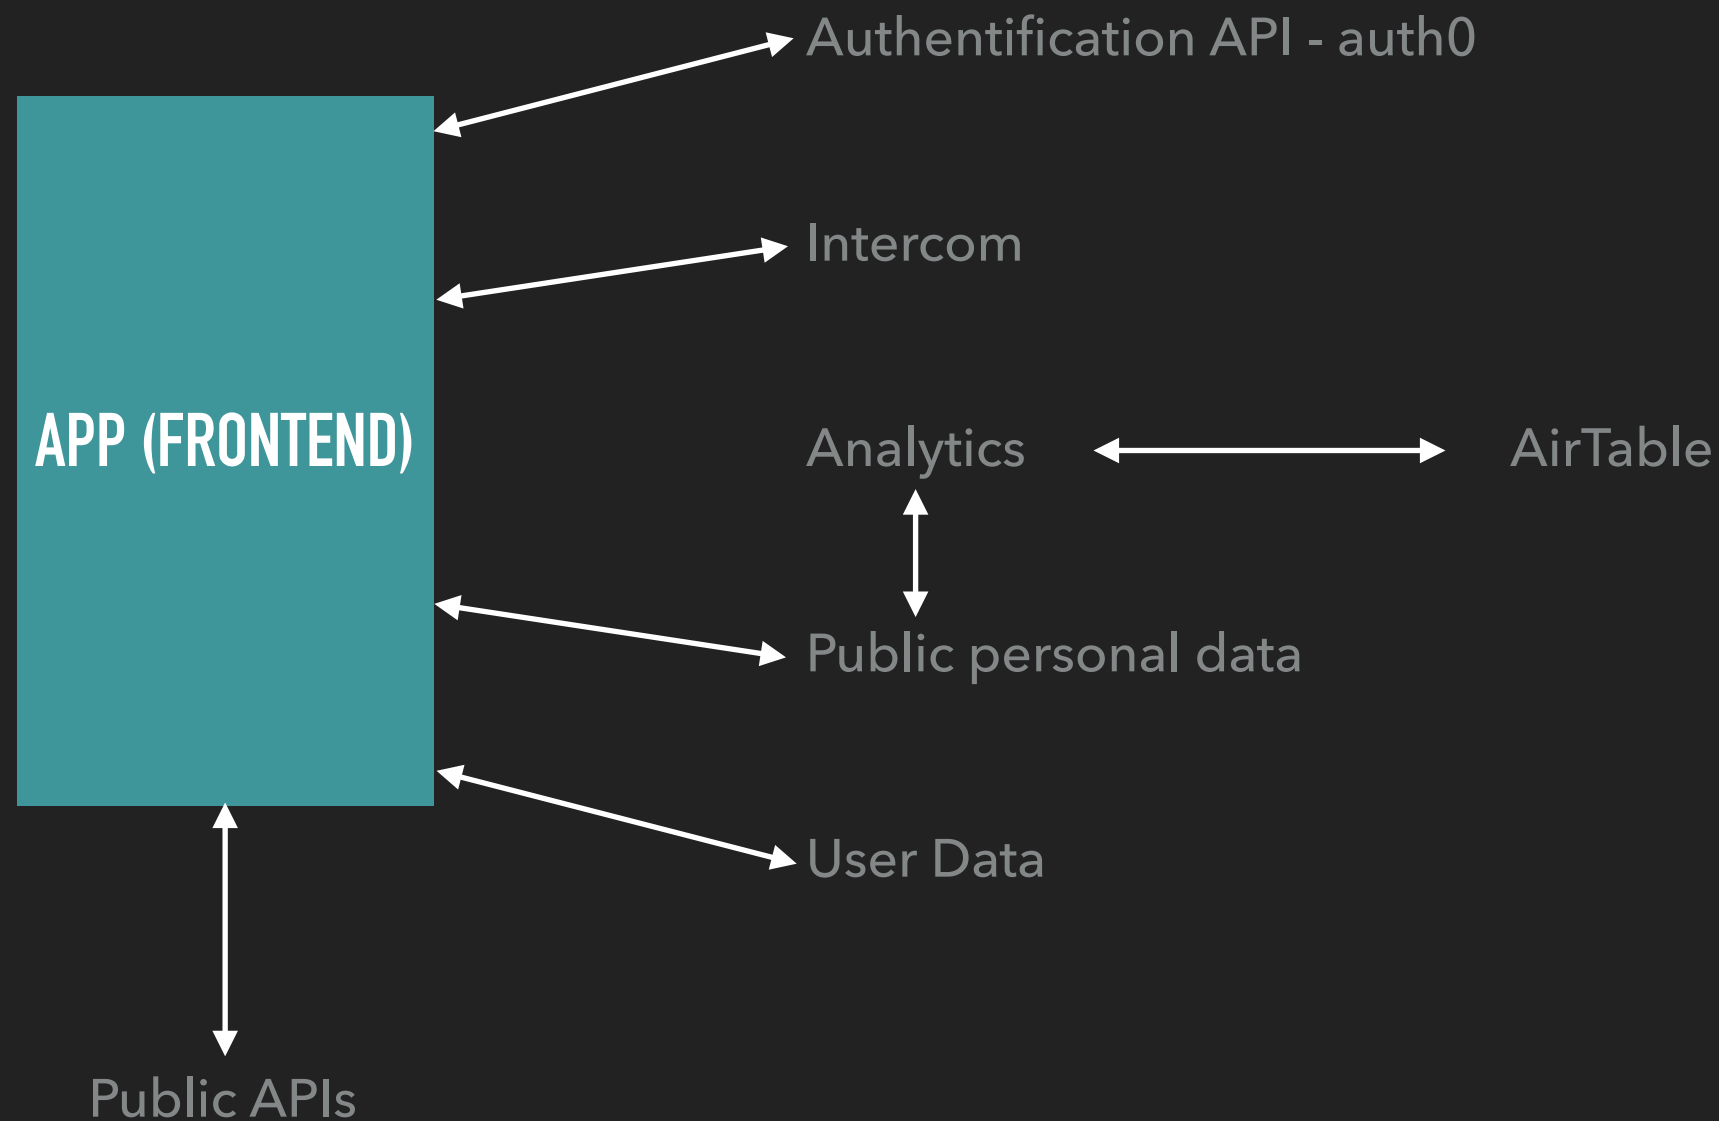 Authentification API - auth0
Intercom
APP (FRONTEND)
Analytics
AirTable
Public personal data
User Data
Public APIs